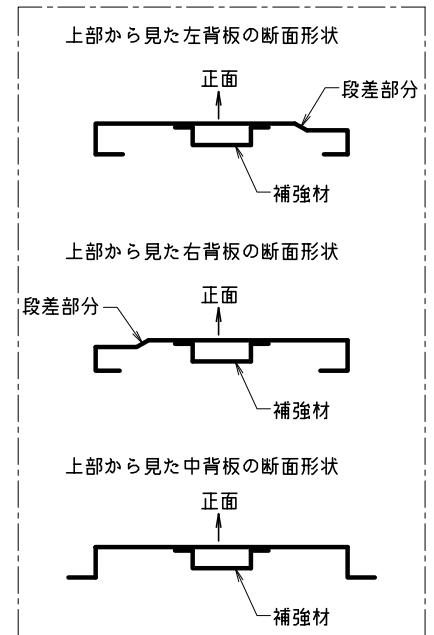 上部から見た左背板の断面形状
正面
段差部分
補強材
上部から見た右背板の断面形状
正面
段差部分
補強材
上部から見た中背板の断面形状
正面
補強材